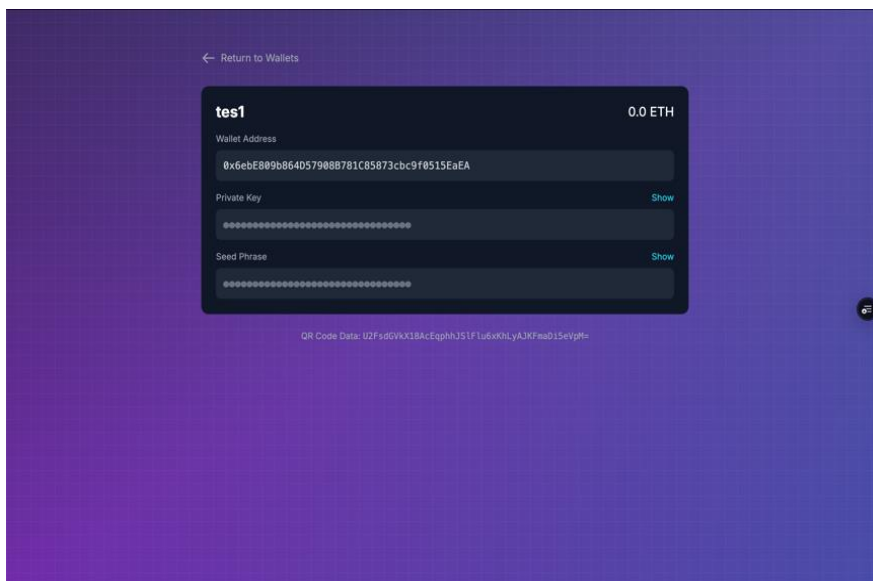 ← Return to Wallets
tes1 0.0 ETH
Wallet Address
0x6ebE809b864D57908B781C85873cbc9f0515EaEA
Private Key Show
●●●●●●●●●●●●●●●●●●●●●●●●●●●●●●●●
Seed Phrase Show
●●●●●●●●●●●●●●●●●●●●●●●●●●●●●●●●
QR Code Data: U2FsdGVkX18AcEqphhJSlFlu6xKhLyAJKFmaDi5eVpM=